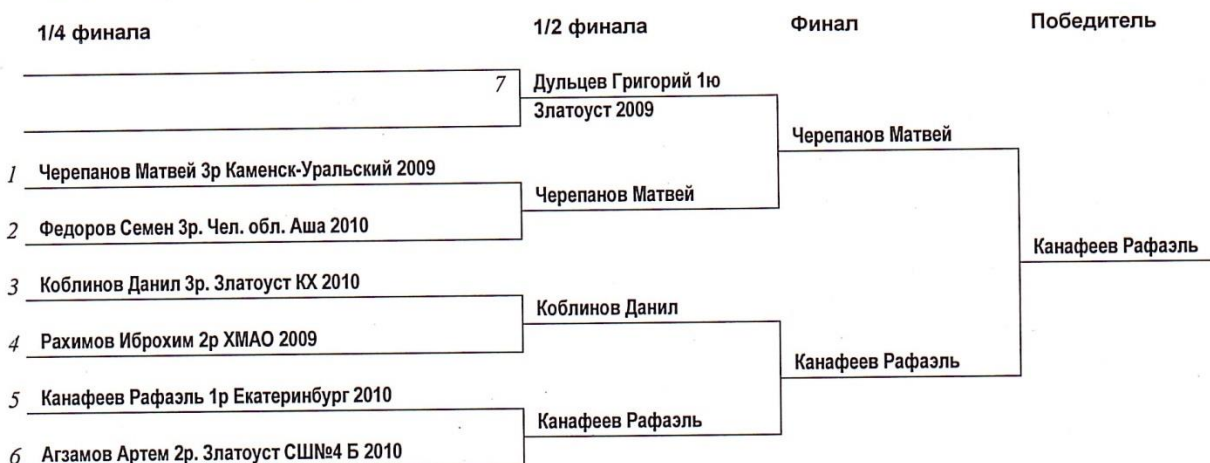 1/4 финала
1/2 финала
Финал
Победитель
7
Дульцев Григорий 1ю
Златоуст 2009
Черепанов Матвей
1 Черепанов Матвей 3р Каменск-Уральский 2009
Черепанов Матвей
2 Федоров Семен 3р. Чел. обл. Аша 2010
Канафеев Рафаэль
3 Коблинов Данил 3р. Златоуст КХ 2010
Коблинов Данил
4 Рахимов Иброхим 2р ХМАО 2009
Канафеев Рафаэль
5 Канафеев Рафаэль 1р Екатеринбург 2010
Канафеев Рафаэль
6 Агзамов Артем 2р. Златоуст СШ№4 Б 2010